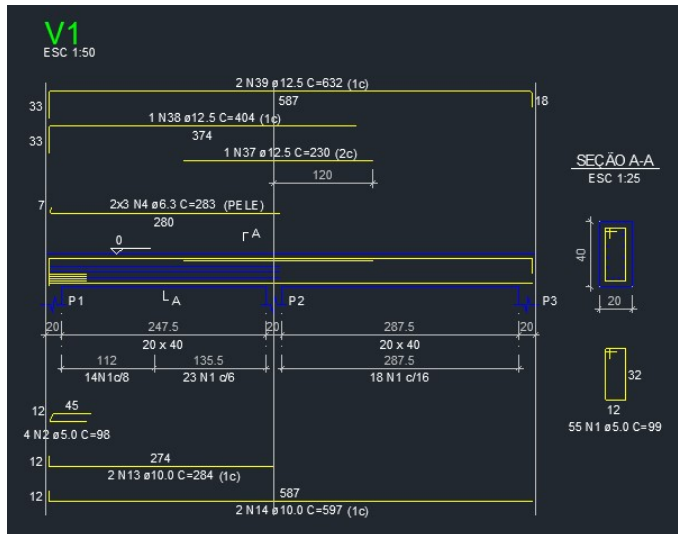 V1
ESC 1:50
2 N39 ø12.5 C=632 (1c)
33
587
18
1 N38 ø12.5 C=404 (1c)
33
374
1 N37 ø12.5 C=230 (2c)
120
SEÇÃO A-A
ESC 1:25
7
2x3 N4 ø6.3 C=283 (PELE)
280
0
A
40
20
P1
A
P2
P3
20
247.5
20
287.5
20
20 x 40
20 x 40
112
135.5
287.5
14N1c/8
23 N1 c/6
18 N1 c/16
32
12
55 N1 ø5.0 C=99
12
45
4 N2 ø5.0 C=98
12
274
2 N13 ø10.0 C=284 (1c)
12
587
2 N14 ø10.0 C=597 (1c)